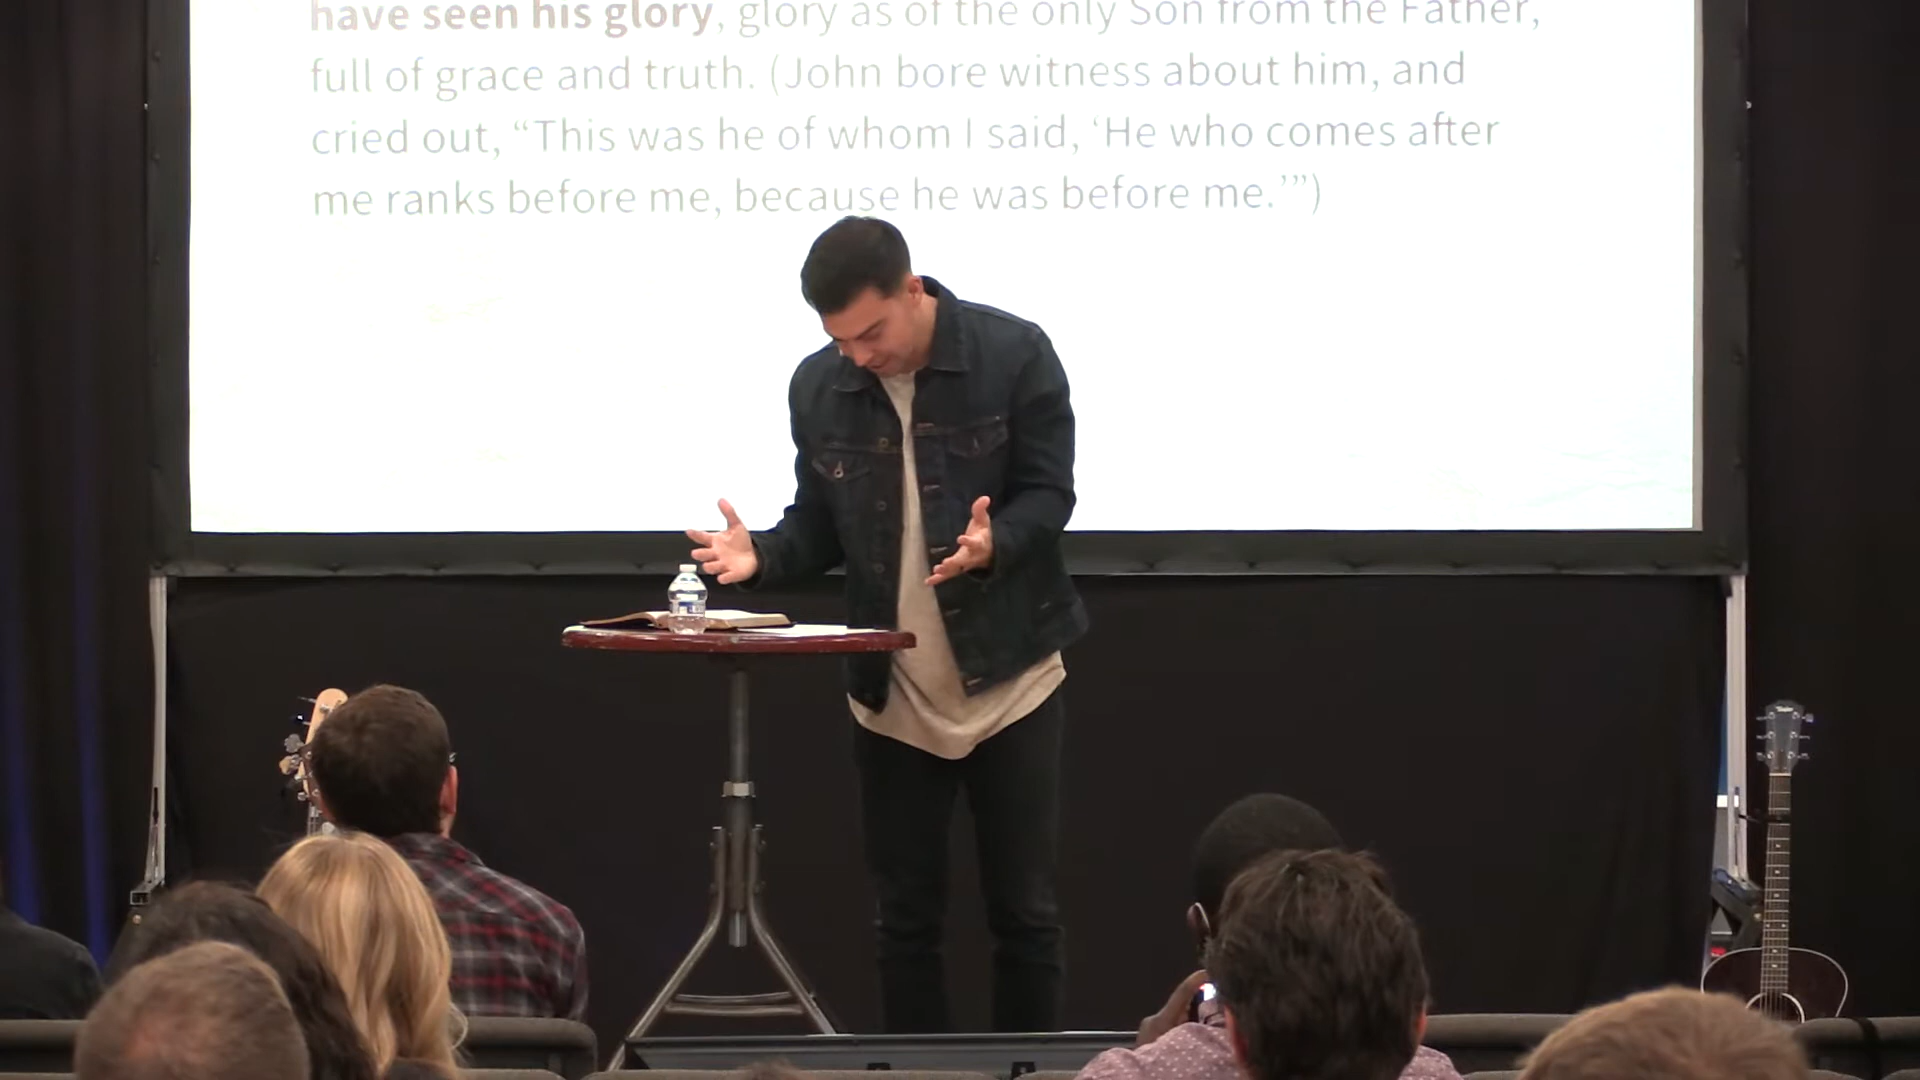 have seen his glory, glory as of the only Son from the Father,
full of grace and truth. (John bore witness about him, and
cried out, “This was he of whom I said, ‘He who comes after
me ranks before me, because he was before me.’”)
Taylor